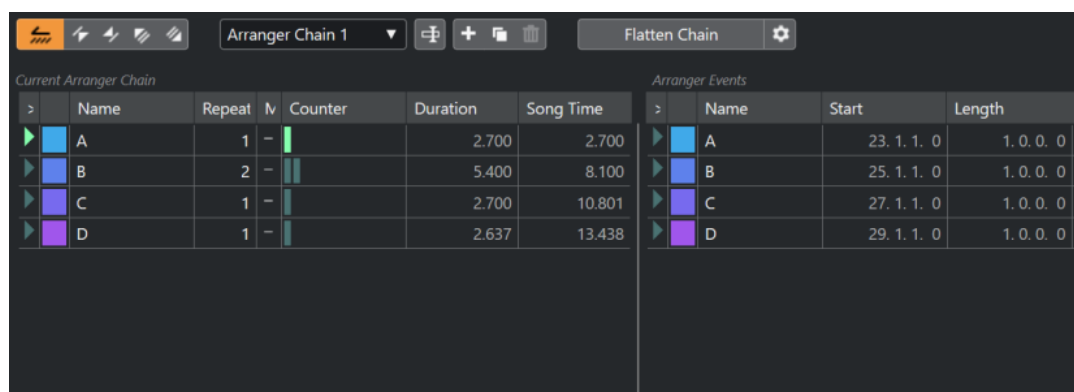 Arranger Chain 1 Flatten Chain
Current Arranger Chain Arranger Events
Name Repeat M Counter Duration Song Time Name Start Length
A 1 – 2.700 2.700 A 23. 1. 1. 0 1. 0. 0. 0
B 2 – 5.400 8.100 B 25. 1. 1. 0 1. 0. 0. 0
C 1 – 2.700 10.801 C 27. 1. 1. 0 1. 0. 0. 0
D 1 – 2.637 13.438 D 29. 1. 1. 0 1. 0. 0. 0